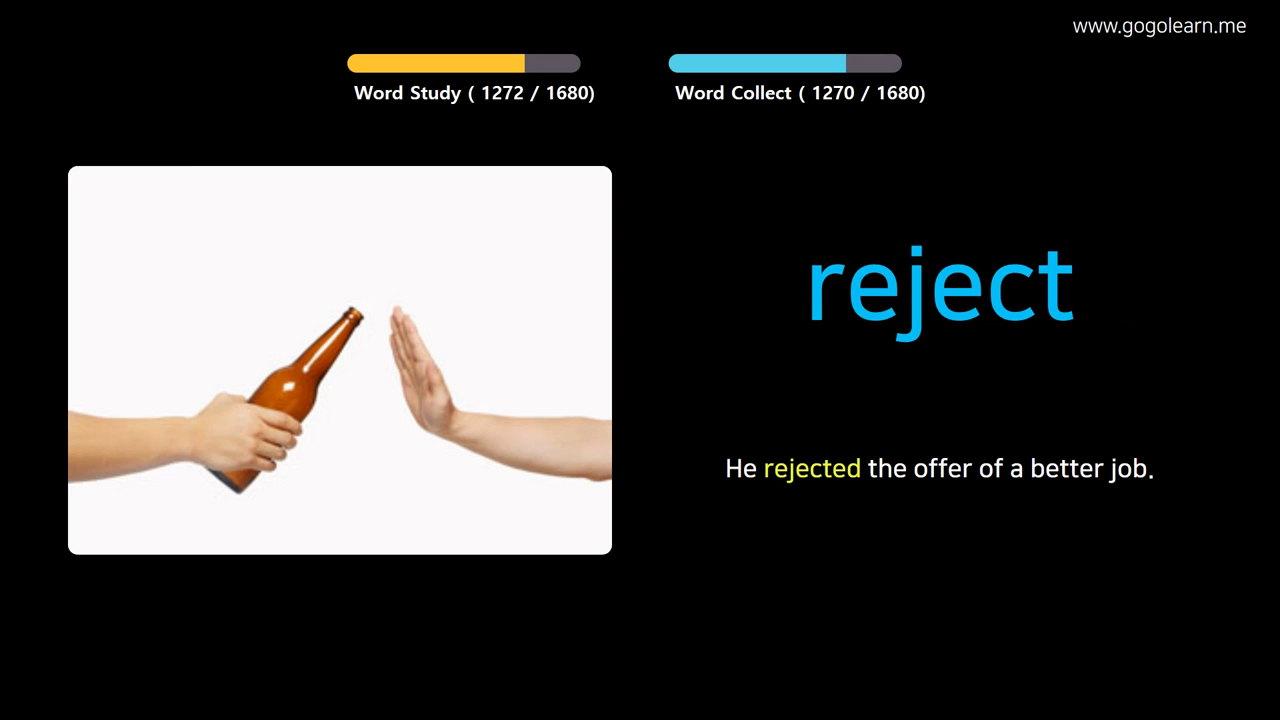 www.gogolearn.me
Word Study ( 1272 / 1680)
Word Collect ( 1270 / 1680)
reject
He rejected the offer of a better job.